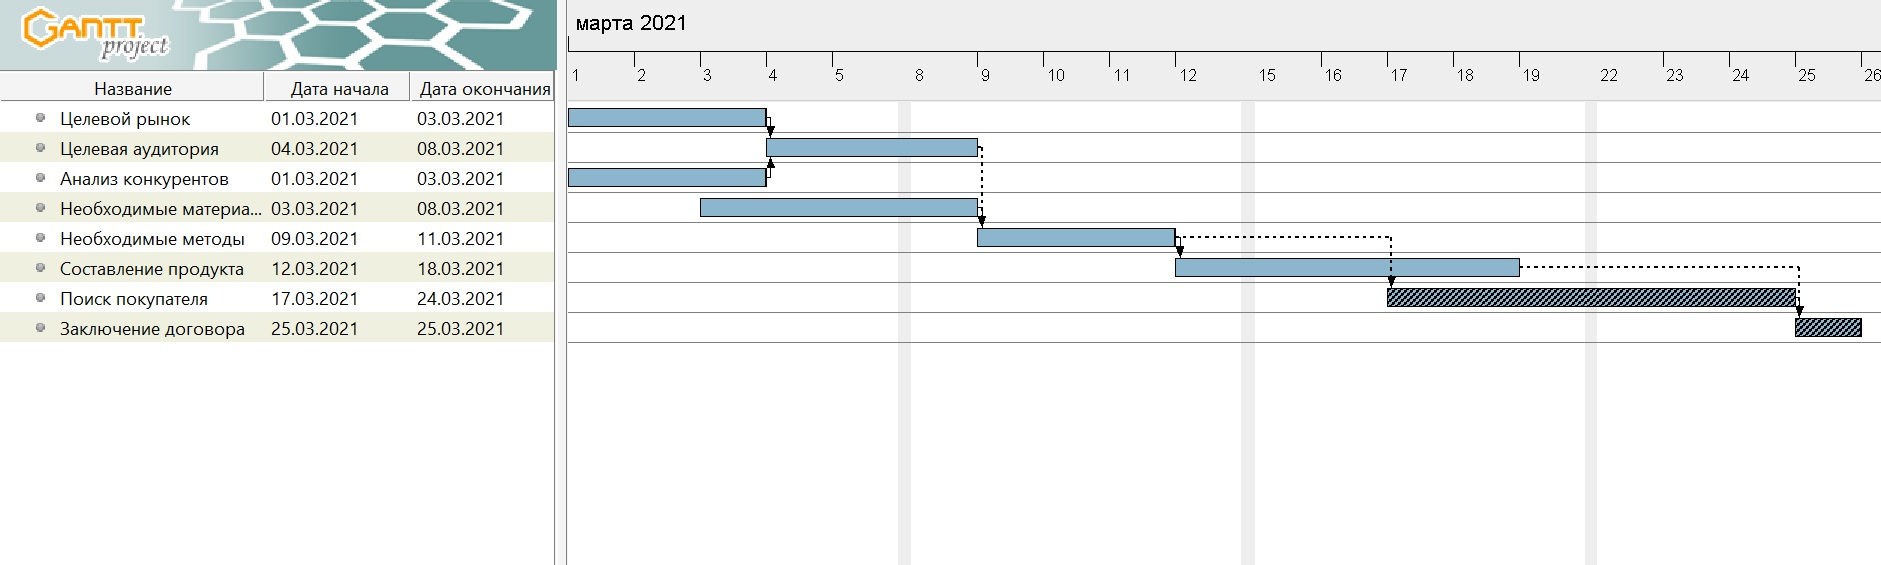 GANTT
project
марта 2021
1 2 3 4 5 8 9 10 11 12 15 16 17 18 19 22 23 24 25 26
Название Дата начала Дата окончания
Целевой рынок 01.03.2021 03.03.2021
Целевая аудитория 04.03.2021 08.03.2021
Анализ конкурентов 01.03.2021 03.03.2021
Необходимые материа... 03.03.2021 08.03.2021
Необходимые методы 09.03.2021 11.03.2021
Составление продукта 12.03.2021 18.03.2021
Поиск покупателя 17.03.2021 24.03.2021
Заключение договора 25.03.2021 25.03.2021